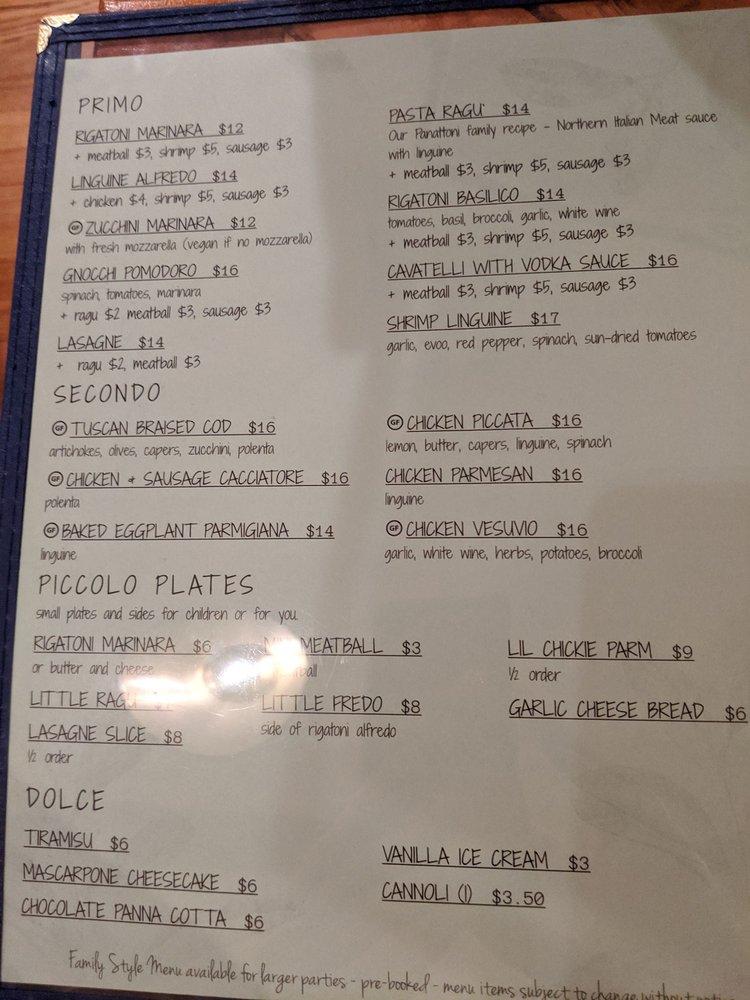 PRIMO
RIGATONI MARINARA $12
+ meatball $3, shrimp $5, sausage $3
LINGUINE ALFREDO $14
+ chicken $4, shrimp $5, sausage $3
GF ZUCCHINI MARINARA $12
with fresh mozzarella (vegan if no mozzarella)
GNOCCHI POMODORO $16
spinach, tomatoes, marinara
+ ragu $2 meatball $3, sausage $3
LASAGNE $14
+ ragu $2, meatball $3
PASTA RAGU' $14
Our Panattoni family recipe - Northern Italian Meat sauce
with linguine
+ meatball $3, shrimp $5, sausage $3
RIGATONI BASILICO $14
tomatoes, basil, broccoli, garlic, white wine
+ meatball $3, shrimp $5, sausage $3
CAVATELLI WITH VODKA SAUCE $16
+ meatball $3, shrimp $5, sausage $3
SHRIMP LINGUINE $17
garlic, evoo, red pepper, spinach, sun-dried tomatoes
SECONDO
GF TUSCAN BRAISED COD $16
artichokes, olives, capers, zucchini, polenta
GF CHICKEN + SAUSAGE CACCIATORE $16
polenta
GF BAKED EGGPLANT PARMIGIANA $14
linguine
GF CHICKEN PICCATA $16
lemon, butter, capers, linguine, spinach
CHICKEN PARMESAN $16
linguine
GF CHICKEN VESUVIO $16
garlic, white wine, herbs, potatoes, broccoli
PICCOLO PLATES
small plates and sides for children or for you.
RIGATONI MARINARA $6
or butter and cheese
LITTLE RAGU
LASAGNE SLICE $8
1/2 order
MEATBALL $3
LITTLE FREDO $8
side of rigatoni alfredo
LIL CHICKIE PARM $9
1/2 order
GARLIC CHEESE BREAD $6
DOLCE
TIRAMISU $6
MASCARPONE CHEESECAKE $6
CHOCOLATE PANNA COTTA $6
VANILLA ICE CREAM $3
CANNOLI (1) $3.50
Family Style Menu available for larger parties - pre-booked - menu items subject to change without